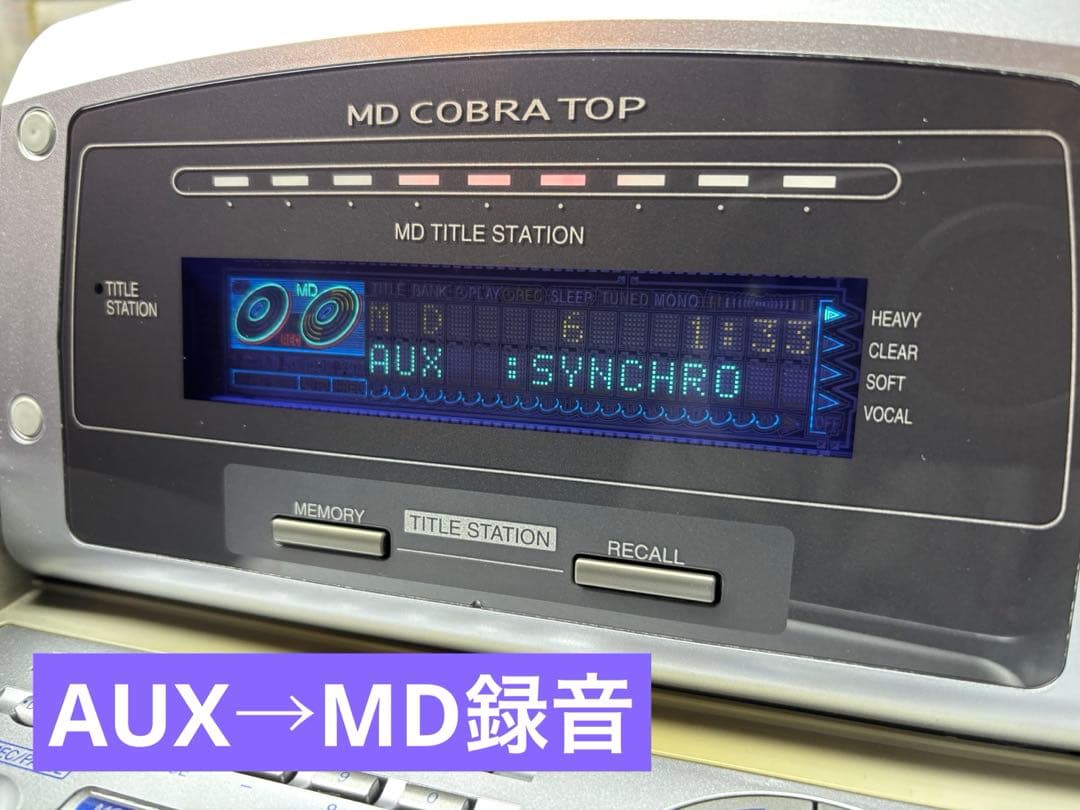 MD COBRA TOP
MD TITLE STATION
TITLE
STATION
MD
TITLE BANK PLAY REC SLEEP TUNED MONO
MD 6 1:33
AUX :SYNCHRO
HEAVY
CLEAR
SOFT
VOCAL
MEMORY
TITLE STATION
RECALL
AUX→MD録音